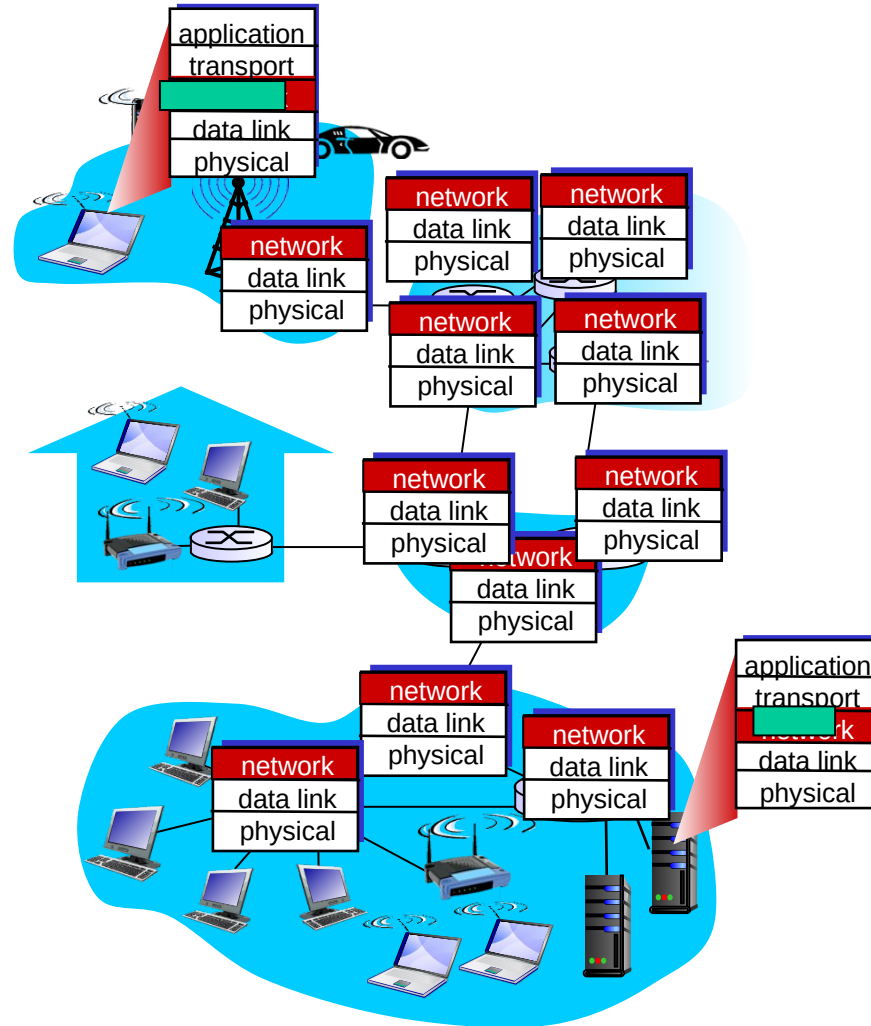 application
transport
data link
physical
network
data link
physical
network
data link
physical
network
data link
physical
network
data link
physical
network
data link
physical
network
data link
physical
network
data link
physical
network
data link
physical
network
data link
physical
network
data link
physical
network
data link
physical
application
transport
network
data link
physical